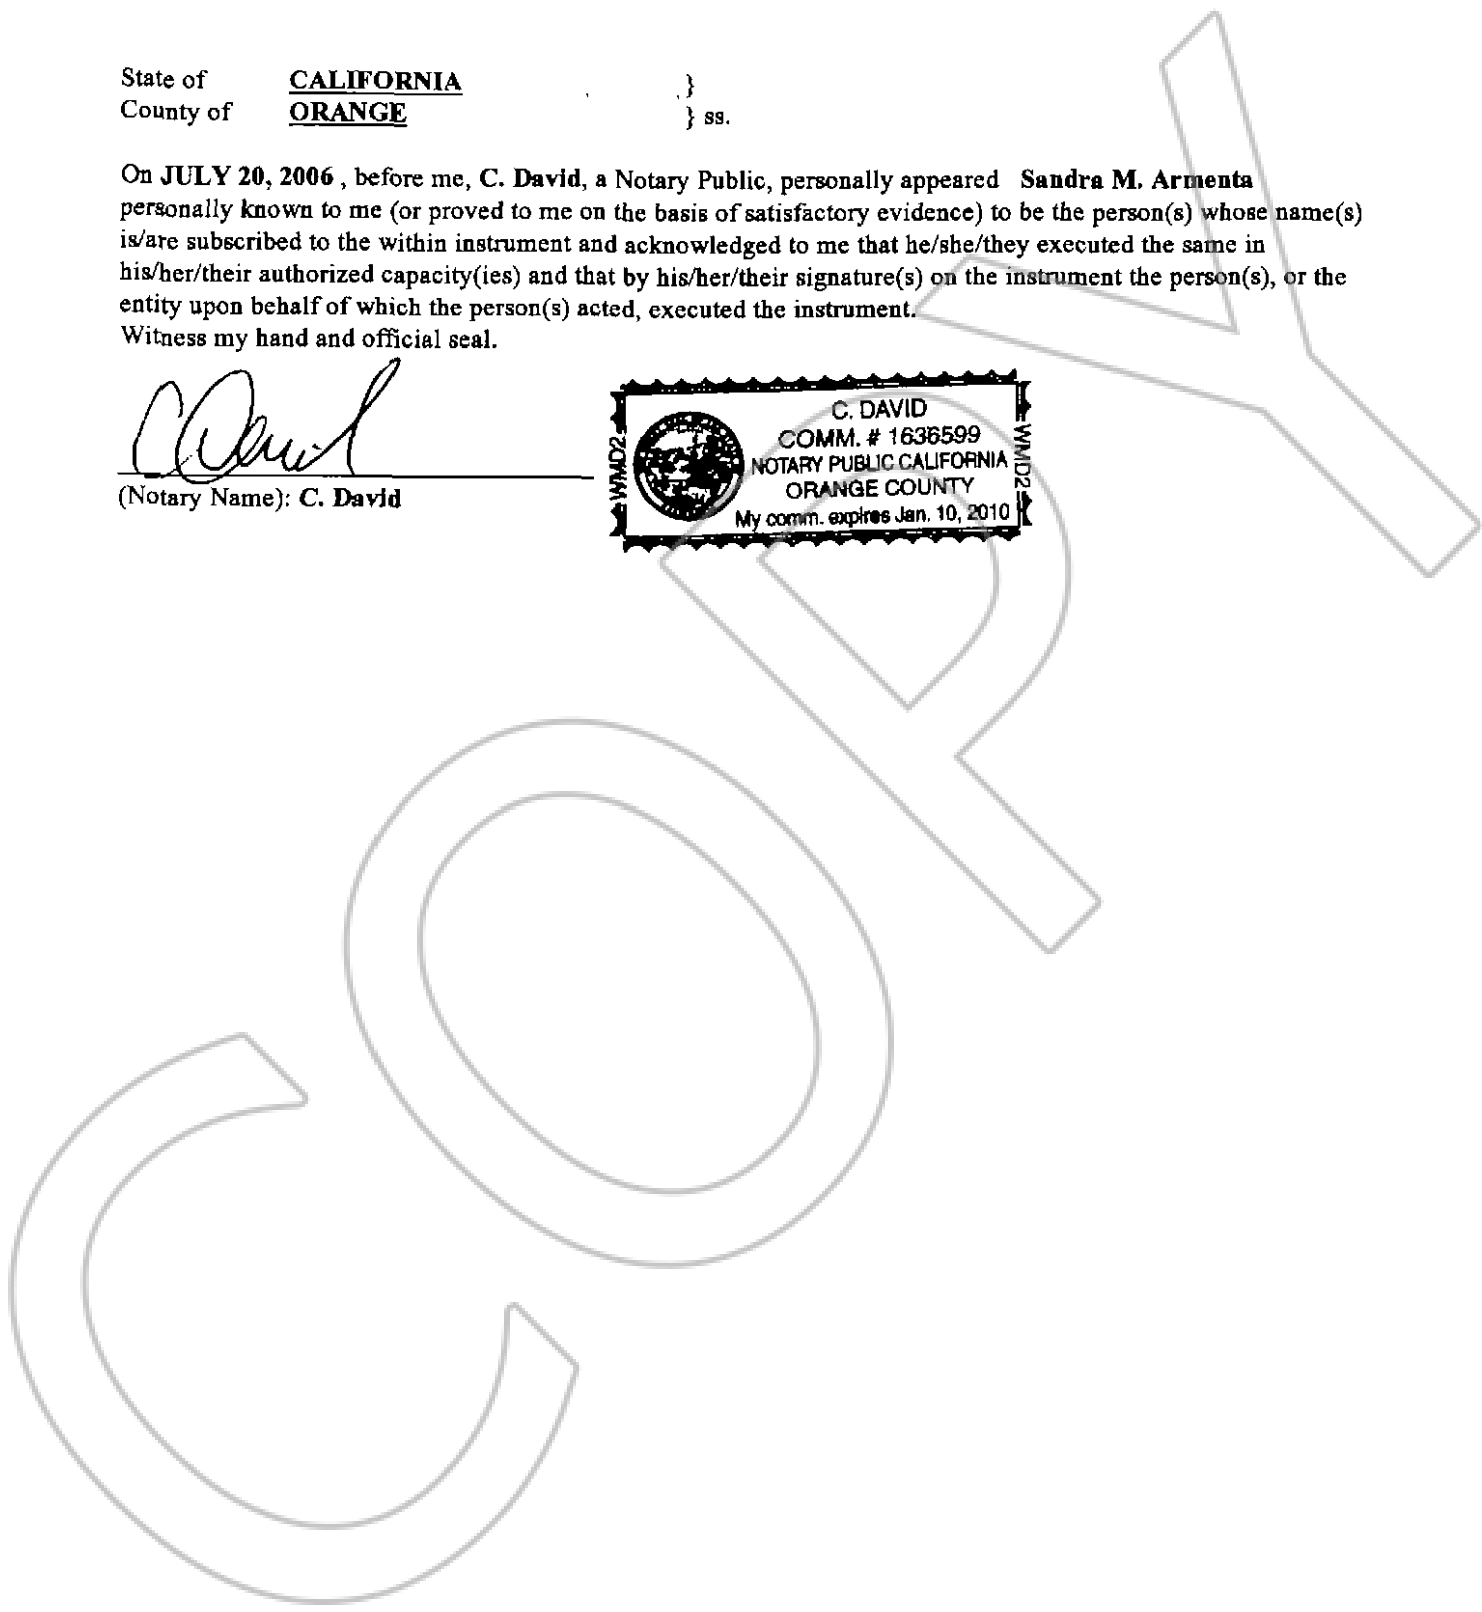 State of CALIFORNIA }
County of ORANGE } ss.
On JULY 20, 2006 , before me, C. David, a Notary Public, personally appeared Sandra M. Armenta
personally known to me (or proved to me on the basis of satisfactory evidence) to be the person(s) whose name(s)
is/are subscribed to the within instrument and acknowledged to me that he/she/they executed the same in
his/her/their authorized capacity(ies) and that by his/her/their signature(s) on the instrument the person(s), or the
entity upon behalf of which the person(s) acted, executed the instrument.
Witness my hand and official seal.
C David
(Notary Name): C. David
WMD2
C. DAVID
COMM. # 1636599
NOTARY PUBLIC CALIFORNIA
ORANGE COUNTY
My comm. expires Jan. 10, 2010
WMD2
COPY